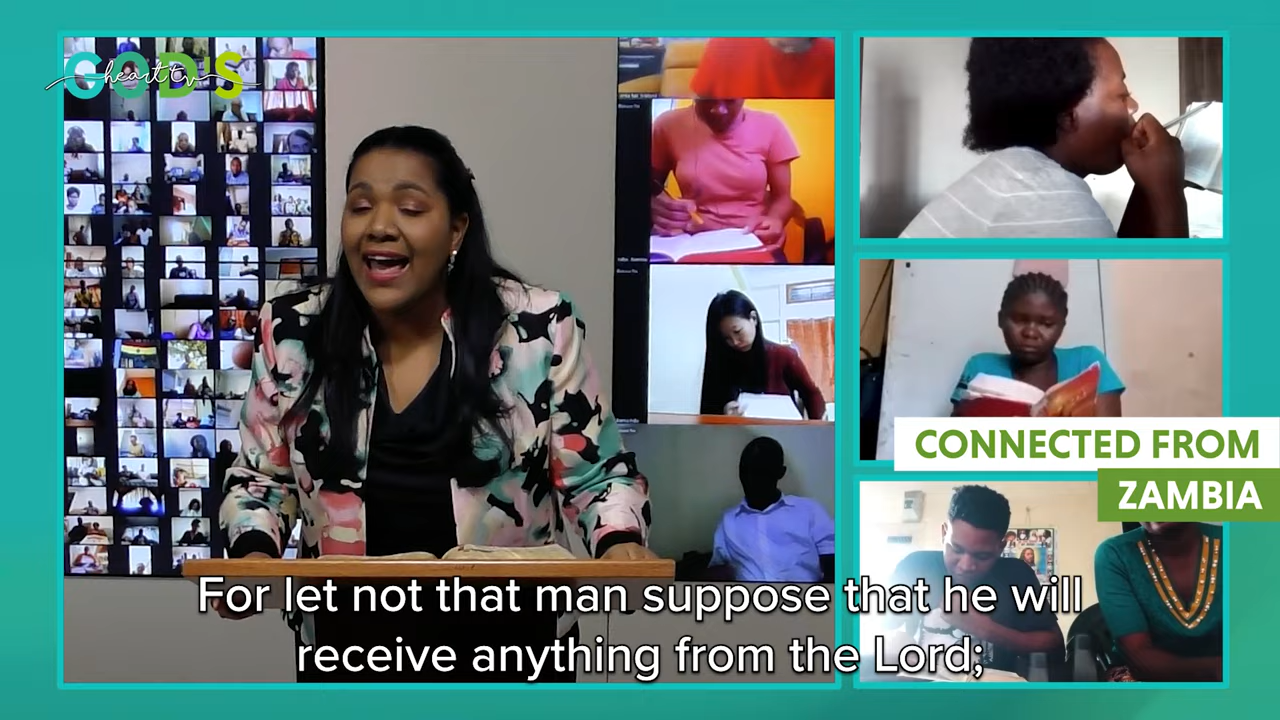 GOD'S
heart tv
CONNECTED FROM
ZAMBIA
For let not that man suppose that he will
receive anything from the Lord;